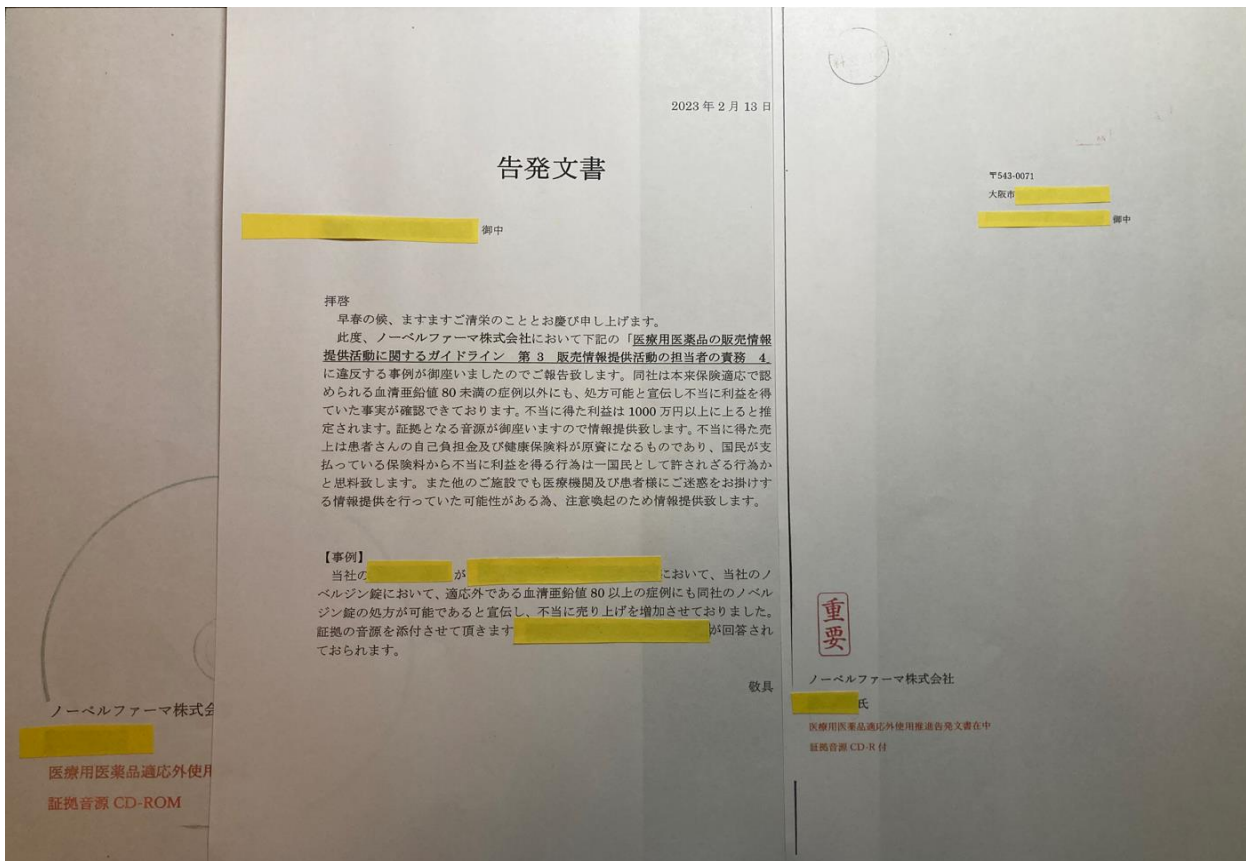 ノーベルファーマ株式会
医療用医薬品適応外使用
証拠音源 CD-ROM
2023 年 2 月 13 日
告発文書
御中
拝啓
早春の候、ますますご清栄のこととお慶び申し上げます。
此度、ノーベルファーマ株式会社において下記の「医療用医薬品の販売情報
提供活動に関するガイドライン 第 3 販売情報提供活動の担当者の責務 4」
に違反する事例が御座いましたのでご報告致します。同社は本来保険適応で認
められる血清亜鉛値 80 未満の症例以外にも、処方可能と宣伝し不当に利益を得
ていた事実が確認できております。不当に得た利益は 1000 万円以上に上ると推
定されます。証拠となる音源が御座いますので情報提供致します。不当に得た売
上は患者さんの自己負担金及び健康保険料が原資になるものであり、国民が支
払っている保険料から不当に利益を得る行為は一国民として許されざる行為か
と思料致します。また他のご施設でも医療機関及び患者様にご迷惑をお掛けす
る情報提供を行っていた可能性がある為、注意喚起のため情報提供致します。
【事例】
当社の が において、当社のノ
ベルジン錠において、適応外である血清亜鉛値 80 以上の症例にも同社のノベル
ジン錠の処方が可能であると宣伝し、不当に売り上げを増加させておりました。
証拠の音源を添付させて頂きます が回答され
ておられます。
敬具
〒543-0071
大阪市
御中
重要
ノーベルファーマ株式会社
氏
医療用医薬品適応外使用推進告発文書在中
証拠音源 CD-R 付